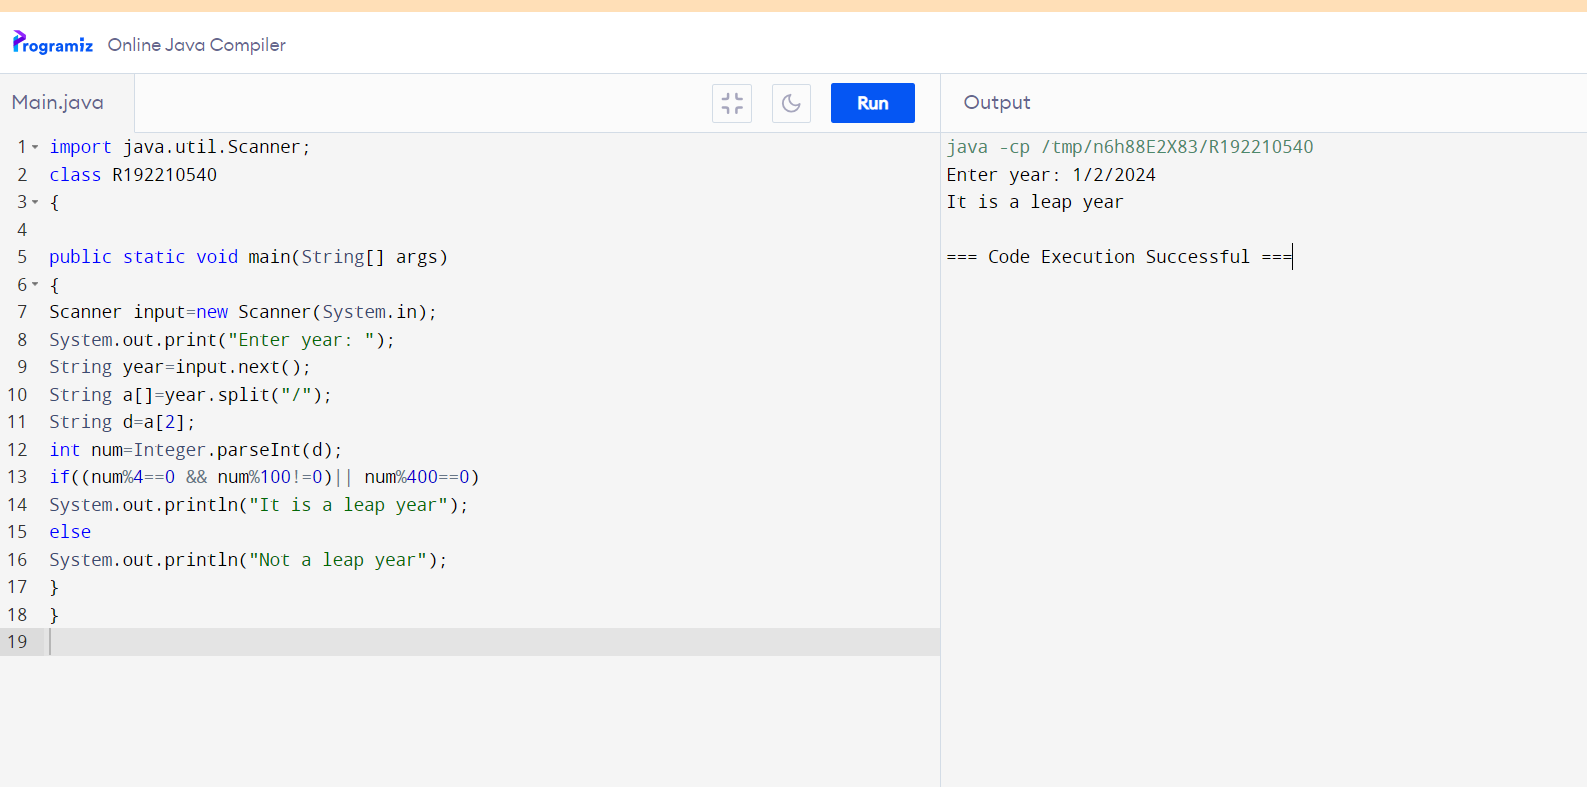 Programiz Online Java Compiler
Main.java
Run
Output
1 import java.util.Scanner;
2 class R192210540
3 {
4
5 public static void main(String[] args)
6 {
7 Scanner input=new Scanner(System.in);
8 System.out.print("Enter year: ");
9 String year=input.next();
10 String a[]=year.split("/");
11 String d=a[2];
12 int num=Integer.parseInt(d);
13 if((num%4==0 && num%100!=0)|| num%400==0)
14 System.out.println("It is a leap year");
15 else
16 System.out.println("Not a leap year");
17 }
18 }
19
java -cp /tmp/n6h88E2X83/R192210540
Enter year: 1/2/2024
It is a leap year
=== Code Execution Successful ===